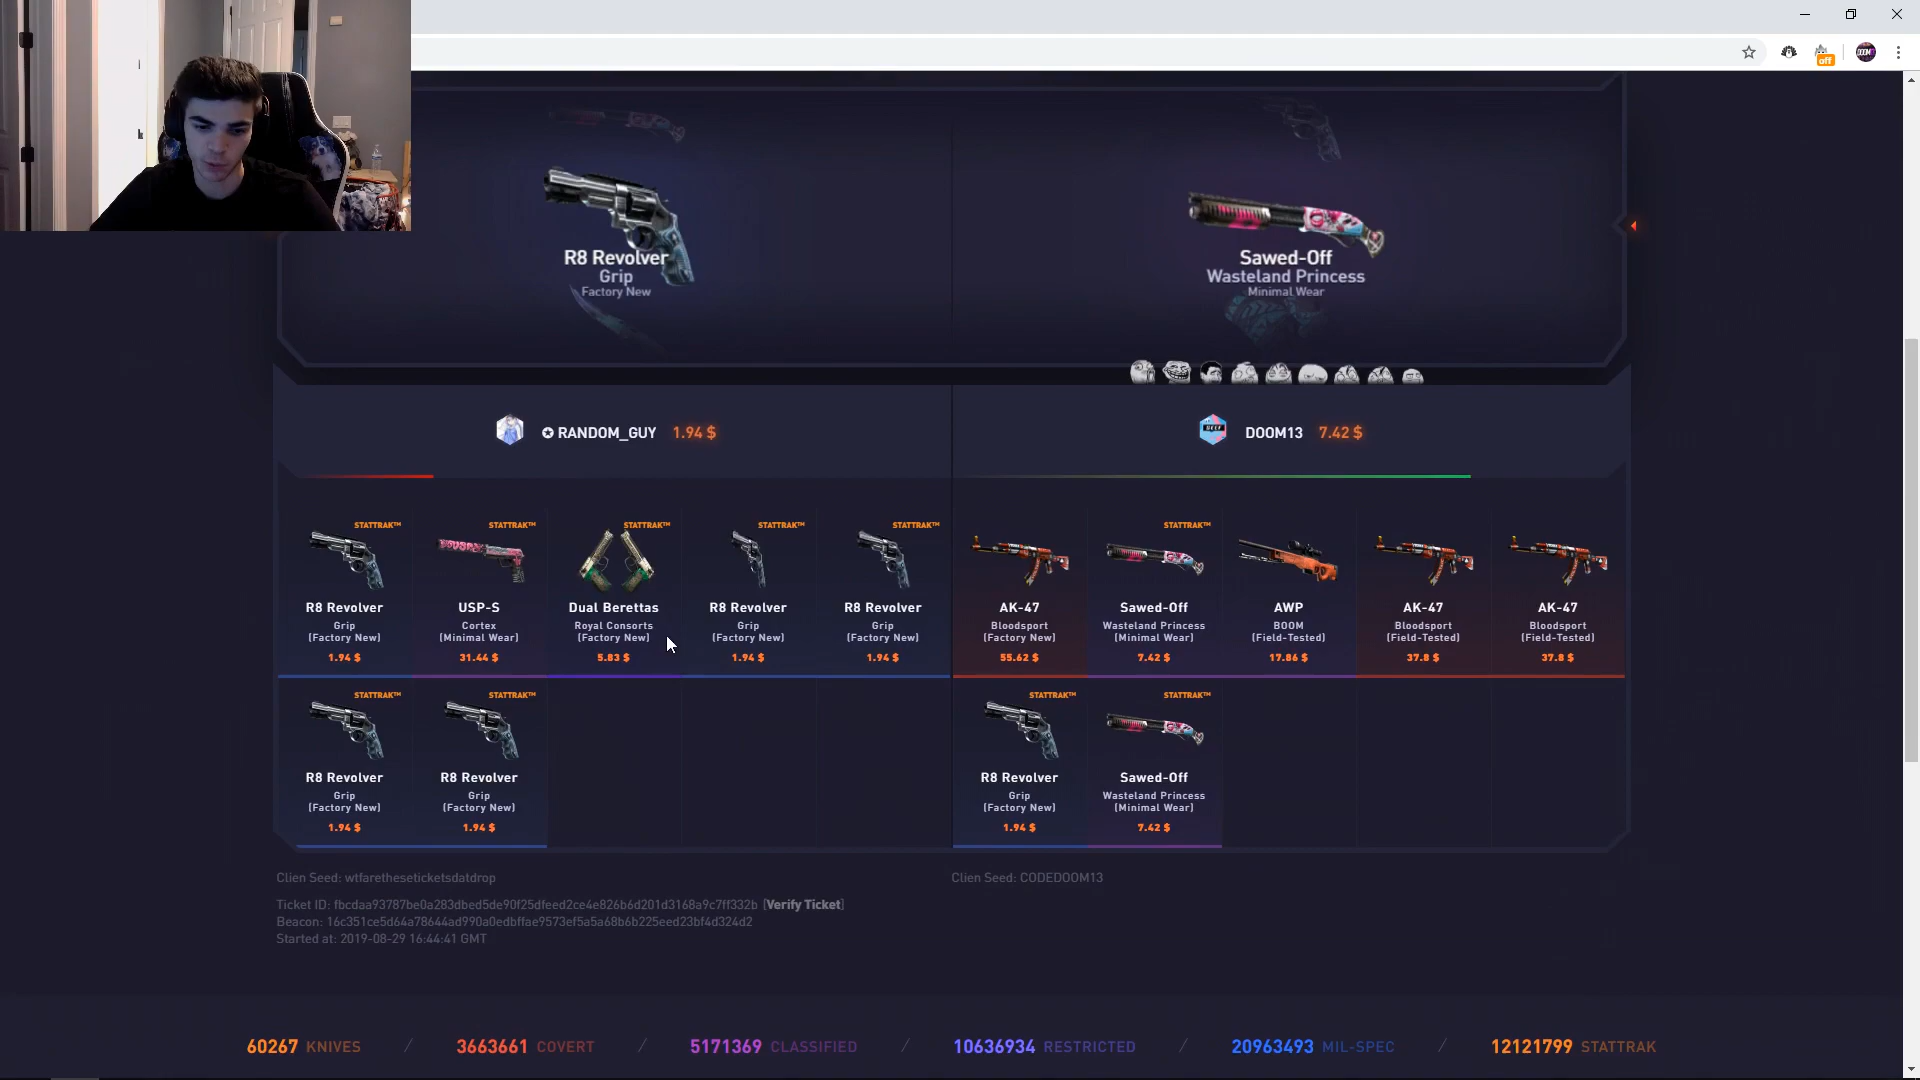 off
DOOM
R8 Revolver
Grip
Factory New
Sawed-Off
Wasteland Princess
Minimal Wear
RANDOM_GUY 1.94 $
DOOM13 7.42 $
STATTRAK™
R8 Revolver
Grip
(Factory New)
1.94 $
STATTRAK™
USP-S
Cortex
(Minimal Wear)
31.44 $
STATTRAK™
Dual Berettas
Royal Consorts
(Factory New)
5.83 $
STATTRAK™
R8 Revolver
Grip
(Factory New)
1.94 $
STATTRAK™
R8 Revolver
Grip
(Factory New)
1.94 $
AK-47
Bloodsport
(Factory New)
55.62 $
STATTRAK™
Sawed-Off
Wasteland Princess
(Minimal Wear)
7.42 $
AWP
BOOM
(Field-Tested)
17.86 $
AK-47
Bloodsport
(Field-Tested)
37.8 $
AK-47
Bloodsport
(Field-Tested)
37.8 $
STATTRAK™
R8 Revolver
Grip
(Factory New)
1.94 $
STATTRAK™
R8 Revolver
Grip
(Factory New)
1.94 $
STATTRAK™
R8 Revolver
Grip
(Factory New)
1.94 $
STATTRAK™
Sawed-Off
Wasteland Princess
(Minimal Wear)
7.42 $
Clien Seed: wtfaretheseticketsdatdrop
Clien Seed: CODEDOOM13
Ticket ID: fbcdaa93787be0a283dbed5de90f25dfeed2ce4e826b6d201d3168a9c7ff332b [Verify Ticket]
Beacon: 16c351ce5d64a78644ad990a0edbffae9573ef5a5a68b6b225eed23bf4d324d2
Started at: 2019-08-29 16:44:41 GMT
60267 KNIVES / 3663661 COVERT / 5171369 CLASSIFIED / 10636934 RESTRICTED / 20963493 MIL-SPEC / 12121799 STATTRAK